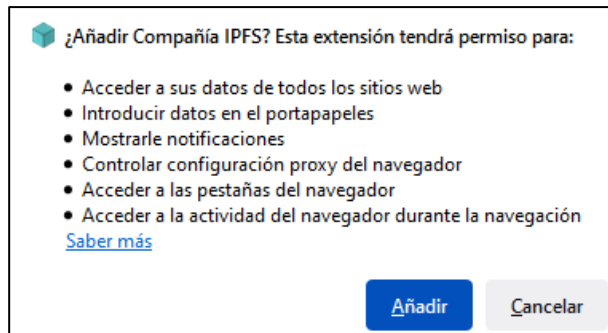 ¿Añadir Compañía IPFS? Esta extensión tendrá permiso para:
• Acceder a sus datos de todos los sitios web
• Introducir datos en el portapapeles
• Mostrarle notificaciones
• Controlar configuración proxy del navegador
• Acceder a las pestañas del navegador
• Acceder a la actividad del navegador durante la navegación
Saber más
Añadir Cancelar